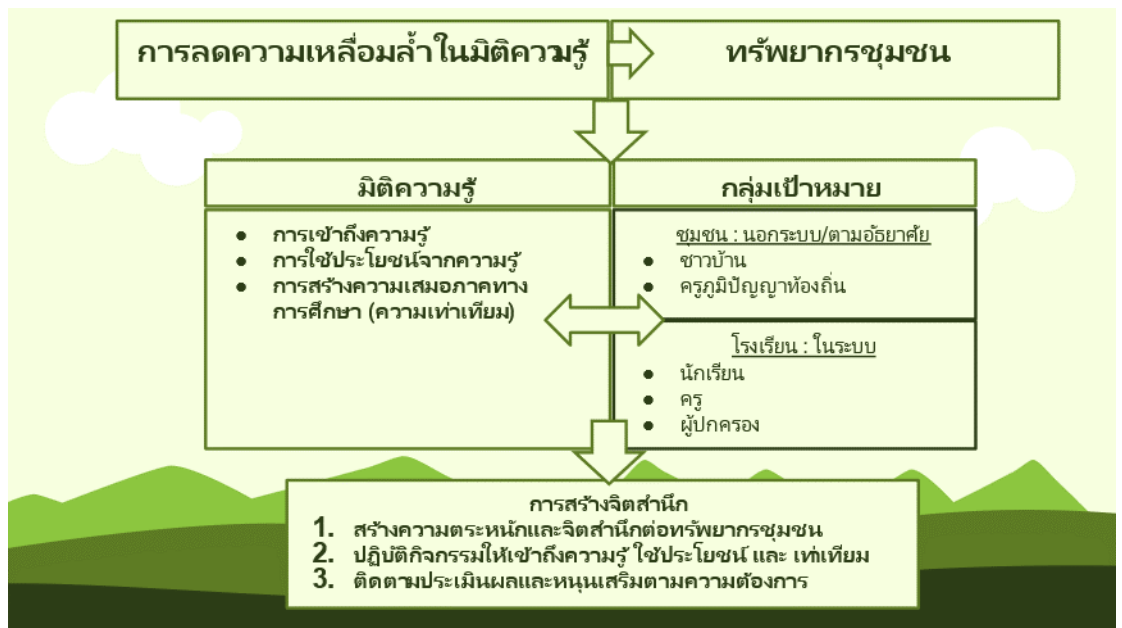 การลดความเหลื่อมล้ำในมิติความรู้
ทรัพยากรชุมชน
มิติความรู้
กลุ่มเป้าหมาย
● การเข้าถึงความรู้
● การใช้ประโยชน์จากความรู้
● การสร้างความเสมอภาคทาง
การศึกษา (ความเท่าเทียม)
ชุมชน : นอกระบบ/ตามอัธยาศัย
● ชาวบ้าน
● ครูภูมิปัญญาท้องถิ่น
โรงเรียน : ในระบบ
● นักเรียน
● ครู
● ผู้ปกครอง
การสร้างจิตสำนึก
1. สร้างความตระหนักและจิตสำนึกต่อทรัพยากรชุมชน
2. ปฏิบัติกิจกรรมให้เข้าถึงความรู้ ใช้ประโยชน์ และ เท่าเทียม
3. ติดตามประเมินผลและหนุนเสริมตามความต้องการ